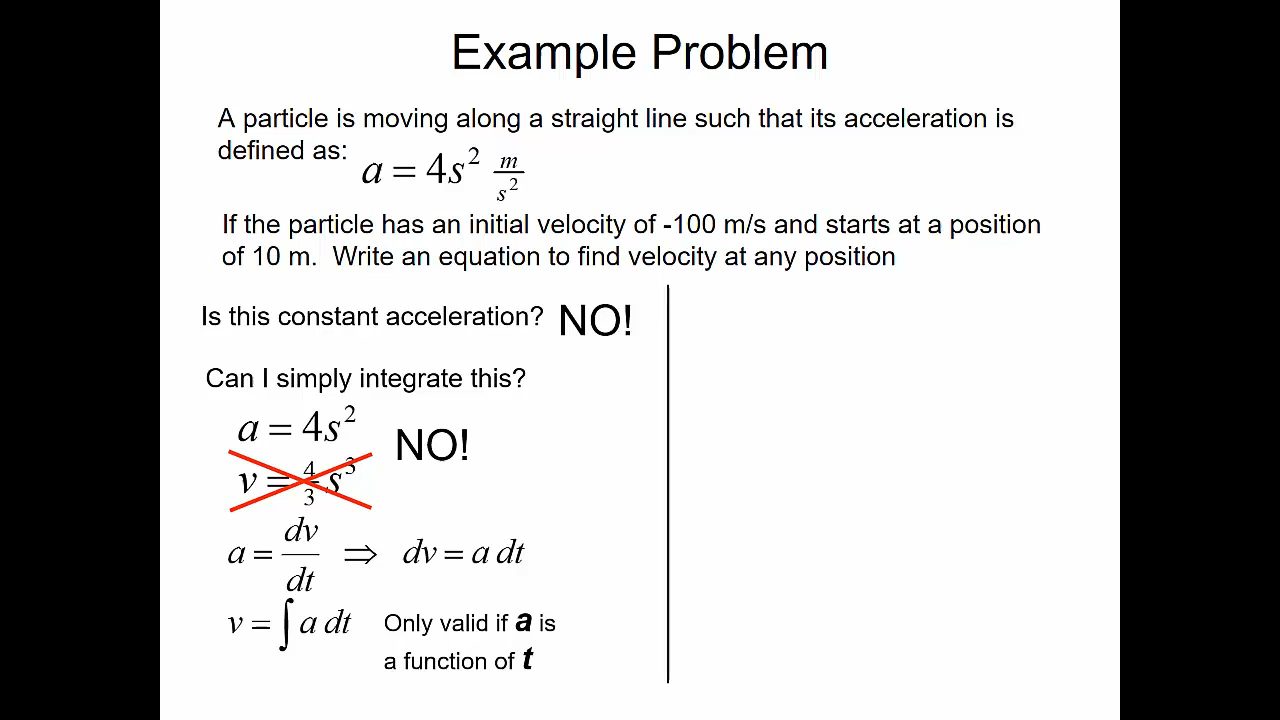 Example Problem
A particle is moving along a straight line such that its acceleration is
defined as: a = 4s² m/s²
If the particle has an initial velocity of -100 m/s and starts at a position
of 10 m. Write an equation to find velocity at any position
Is this constant acceleration? NO!
Can I simply integrate this?
a = 4s²
NO!
v = 4/3 s³
a = dv/dt ⇒ dv = a dt
v = ∫ a dt Only valid if a is
a function of t